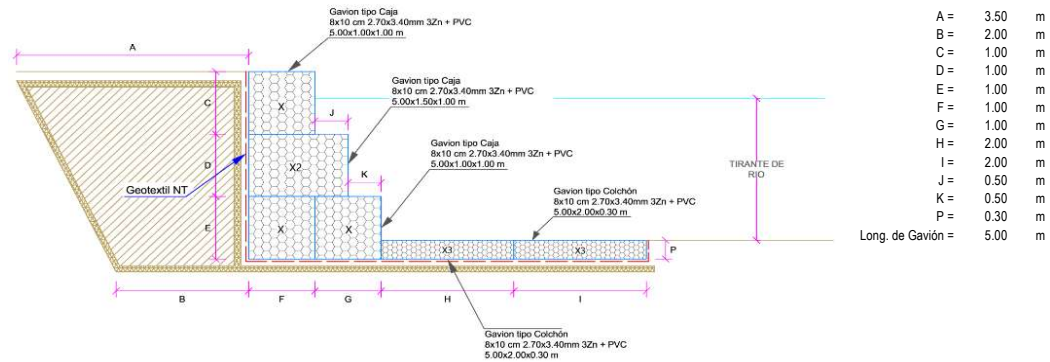 Gavion tipo Caja
8x10 cm 2.70x3.40mm 3Zn + PVC
5.00x1.00x1.00 m
A
C
X
J
Gavion tipo Caja
8x10 cm 2.70x3.40mm 3Zn + PVC
5.00x1.50x1.00 m
D
X2
K
Gavion tipo Caja
8x10 cm 2.70x3.40mm 3Zn + PVC
5.00x1.00x1.00 m
TIRANTE DE
RIO
Geotextil NT
Gavion tipo Colchón
8x10 cm 2.70x3.40mm 3Zn + PVC
5.00x2.00x0.30 m
E
X
X
X3
X3
P
B
F
G
H
I
Gavion tipo Colchón
8x10 cm 2.70x3.40mm 3Zn + PVC
5.00x2.00x0.30 m
A = 3.50 m
B = 2.00 m
C = 1.00 m
D = 1.00 m
E = 1.00 m
F = 1.00 m
G = 1.00 m
H = 2.00 m
I = 2.00 m
J = 0.50 m
K = 0.50 m
P = 0.30 m
Long. de Gavión = 5.00 m